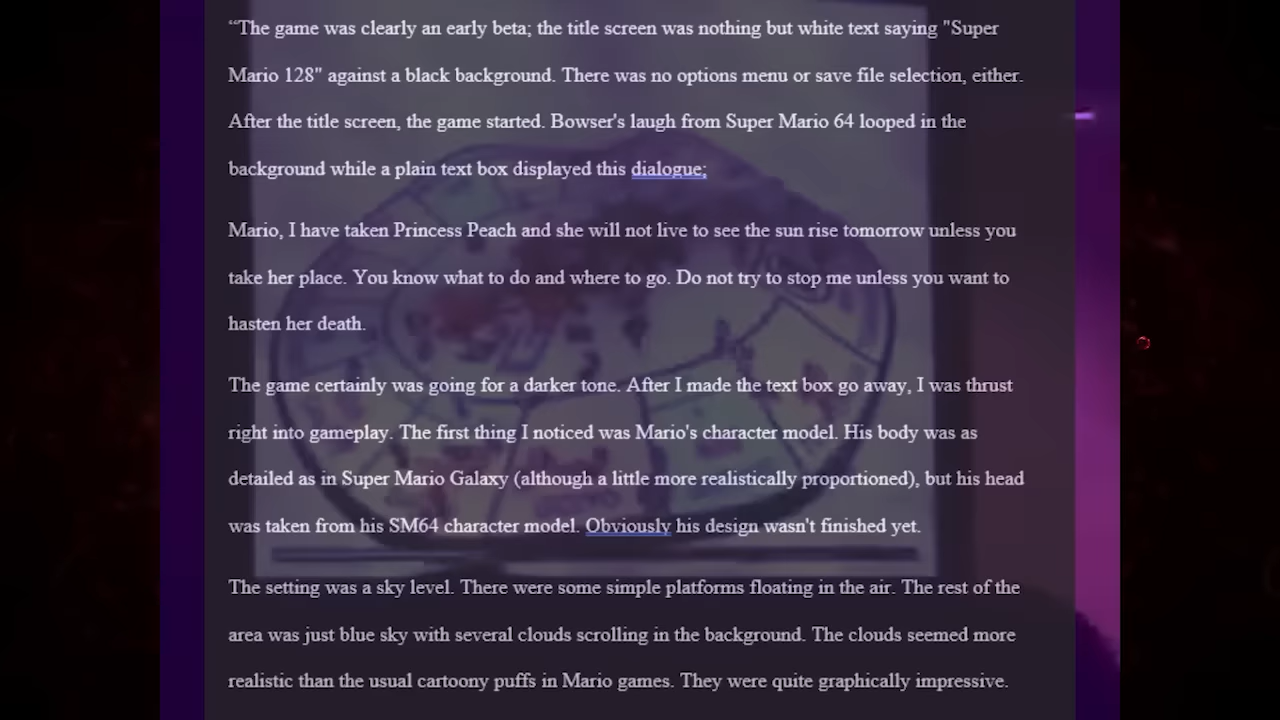 “The game was clearly an early beta; the title screen was nothing but white text saying "Super
Mario 128" against a black background. There was no options menu or save file selection, either.
After the title screen, the game started. Bowser's laugh from Super Mario 64 looped in the
background while a plain text box displayed this dialogue;
Mario, I have taken Princess Peach and she will not live to see the sun rise tomorrow unless you
take her place. You know what to do and where to go. Do not try to stop me unless you want to
hasten her death.
The game certainly was going for a darker tone. After I made the text box go away, I was thrust
right into gameplay. The first thing I noticed was Mario's character model. His body was as
detailed as in Super Mario Galaxy (although a little more realistically proportioned), but his head
was taken from his SM64 character model. Obviously his design wasn't finished yet.
The setting was a sky level. There were some simple platforms floating in the air. The rest of the
area was just blue sky with several clouds scrolling in the background. The clouds seemed more
realistic than the usual cartoony puffs in Mario games. They were quite graphically impressive.